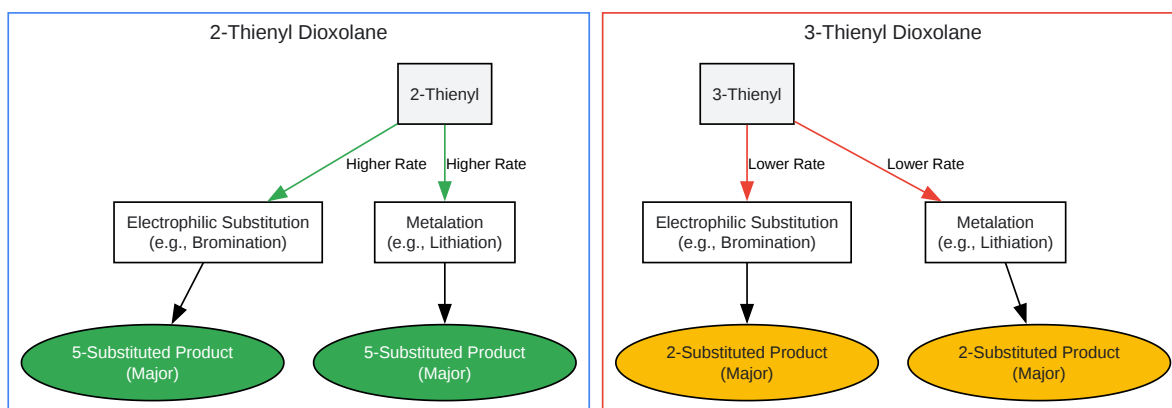 2-Thienyl Dioxolane
2-Thienyl
Higher Rate
Higher Rate
Electrophilic Substitution
(e.g., Bromination)
Metalation
(e.g., Lithiation)
5-Substituted Product
(Major)
5-Substituted Product
(Major)
3-Thienyl Dioxolane
3-Thienyl
Lower Rate
Lower Rate
Electrophilic Substitution
(e.g., Bromination)
Metalation
(e.g., Lithiation)
2-Substituted Product
(Major)
2-Substituted Product
(Major)